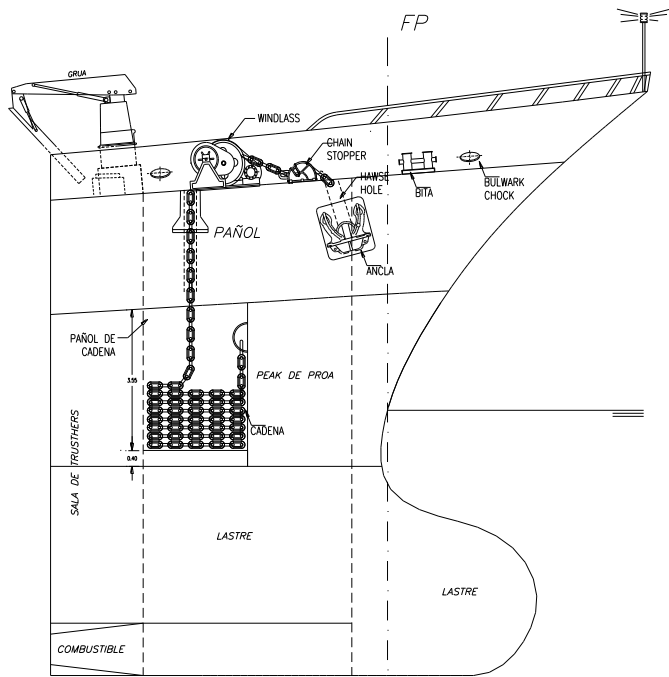 FP
GRUA
WINDLASS
CHAIN
STOPPER
HAWSE
HOLE
BITA
BULWARK
CHOCK
PAÑOL
ANCLA
PAÑOL DE
CADENA
3.55
PEAK DE PROA
CADENA
0.40
SALA DE TRUSTHERS
LASTRE
LASTRE
COMBUSTIBLE